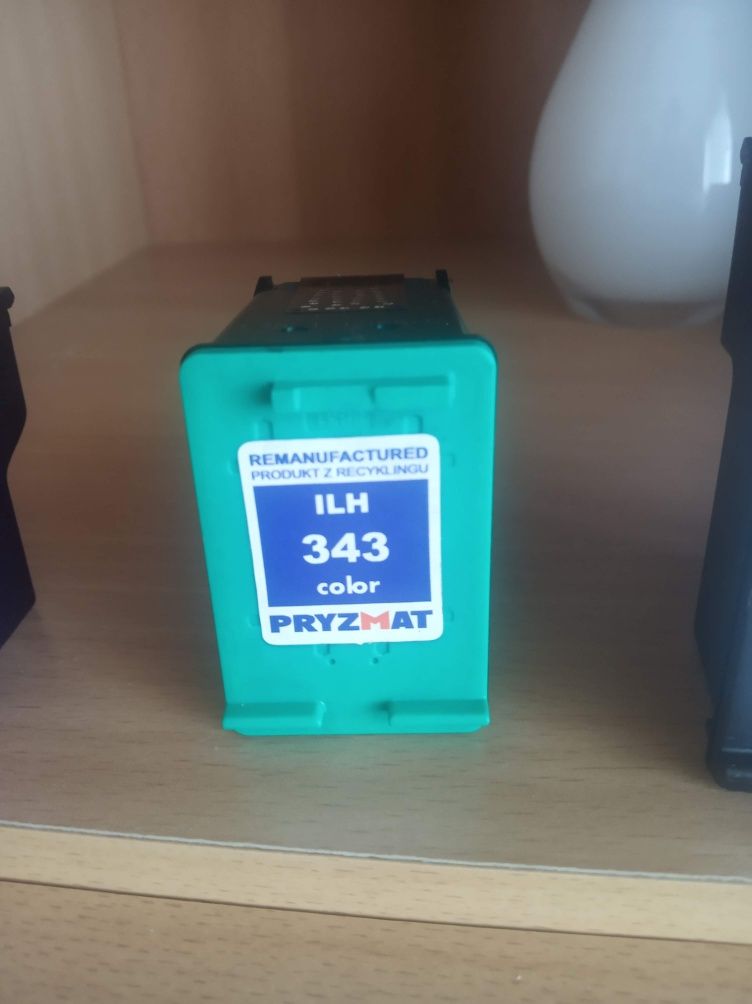 REMANUFACTURED
PRODUKT Z RECYKLINGU
ILH
343
color
PRYZMAT